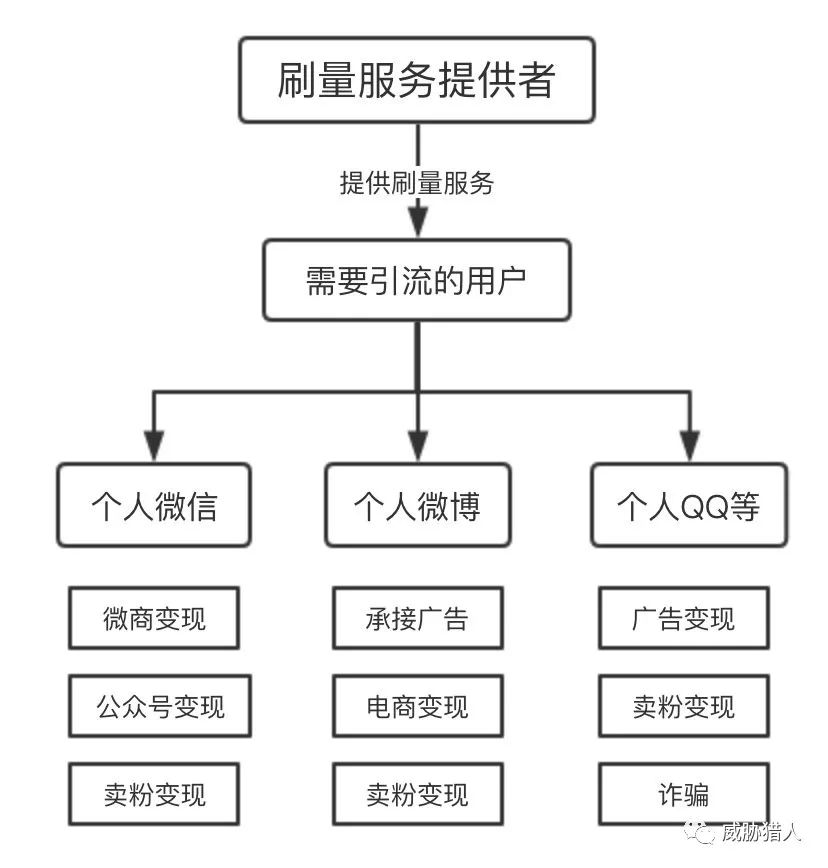 刷量服务提供者
提供刷量服务
需要引流的用户
个人微信
个人微博
个人QQ等
微商变现
承接广告
广告变现
公众号变现
电商变现
卖粉变现
卖粉变现
卖粉变现
诈骗
威胁猎人